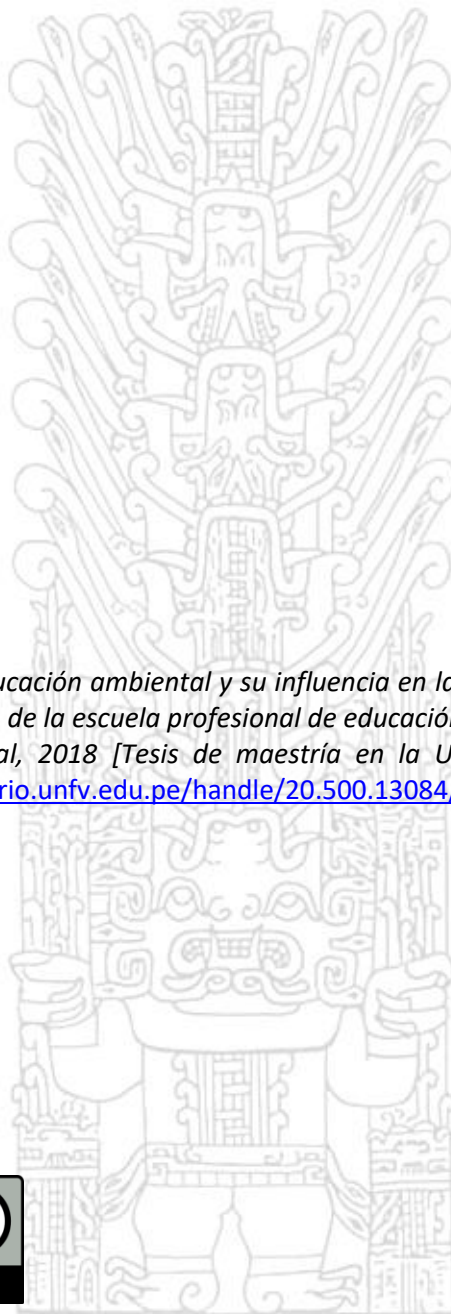 ucación ambiental y su influencia en la
de la escuela profesional de educación
al, 2018 [Tesis de maestría en la U
rio.unfv.edu.pe/handle/20.500.13084/